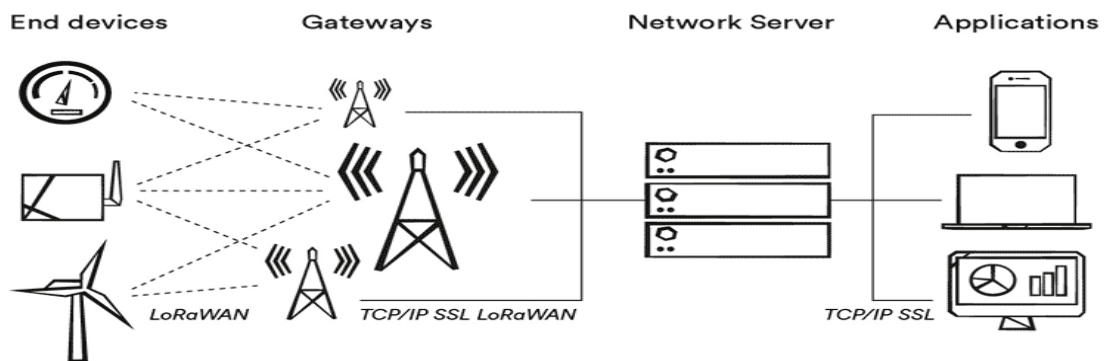 End devices
Gateways
Network Server
Applications
LoRaWAN
TCP/IP SSL LoRaWAN
TCP/IP SSL